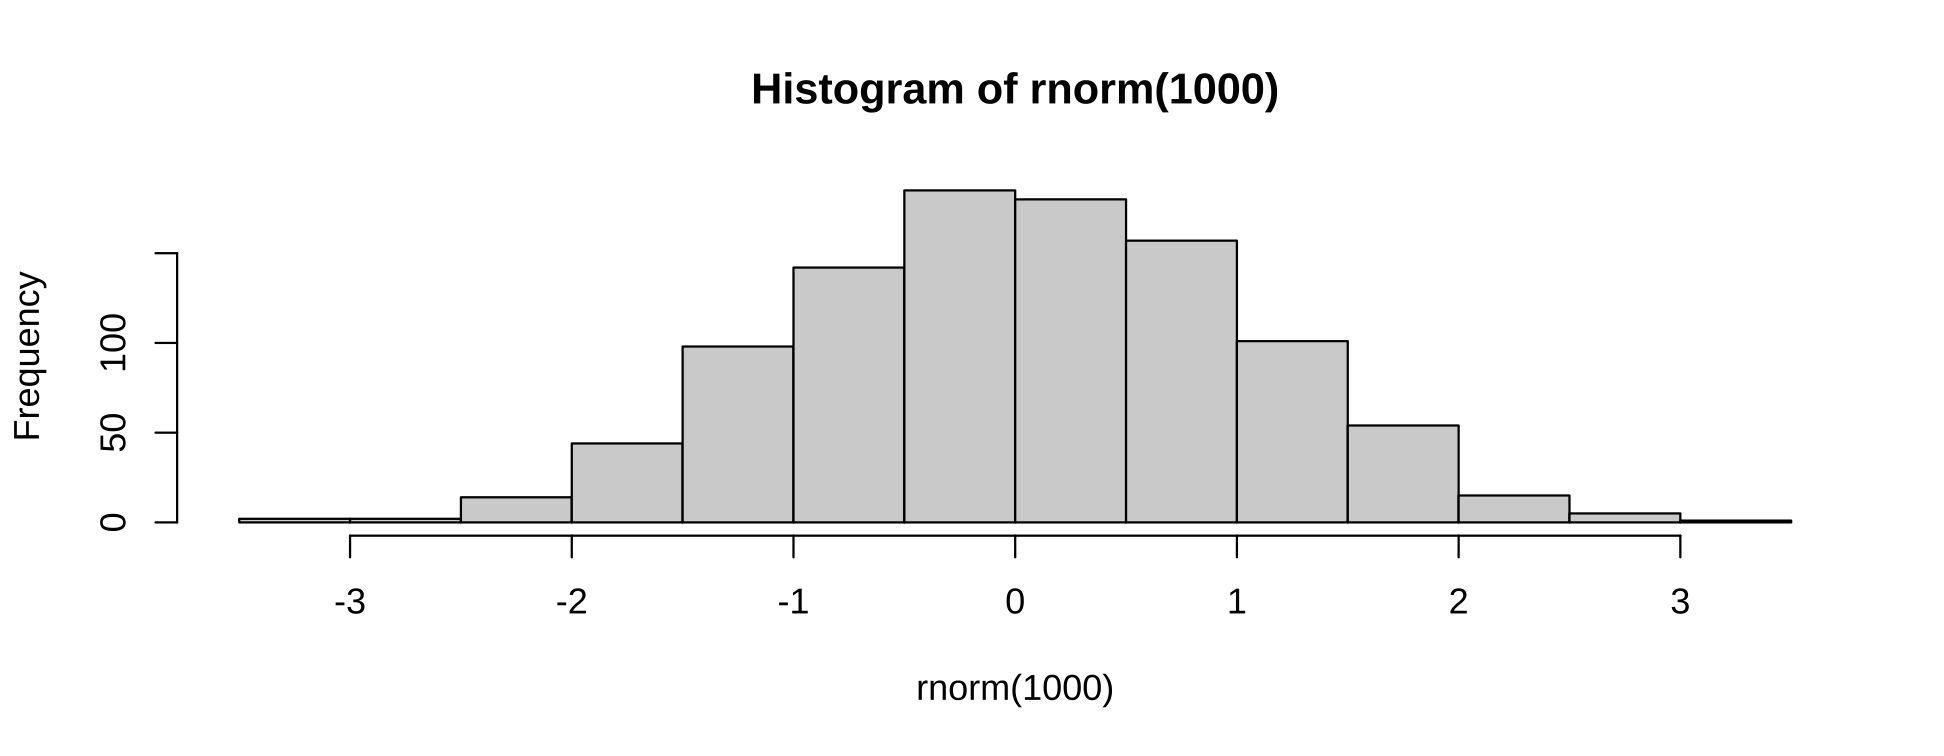 Histogram of rnorm(1000)
Frequency
100
50
0
-3 -2 -1 0 1 2 3
rnorm(1000)